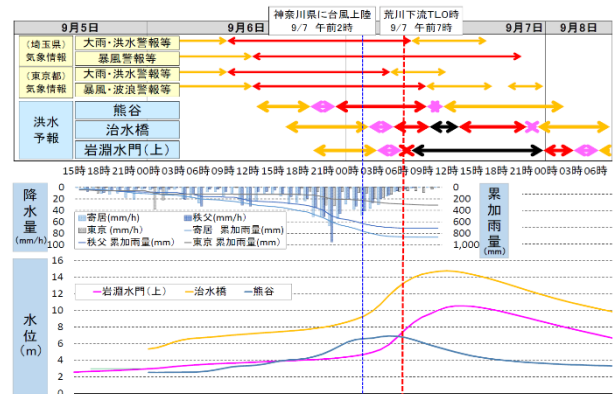 神奈川県に台風上陸
9/7 午前2時
荒川下流TLO時
9/7 午前7時
9月5日
9月6日
9月7日
9月8日
(埼玉県)
気象情報
大雨・洪水警報等
暴風警報等
(東京都)
気象情報
大雨・洪水警報等
暴風・波浪警報等
洪水
予報
熊谷
治水橋
岩淵水門(上)
15時 18時 21時 00時 03時 06時 09時 12時 15時 18時 21時 00時 03時 06時 09時 12時 15時 18時 21時 00時 03時 06時
降水量
(mm/h)
0
20
40
60
80
100
0
200
400
600
800
1,000
累加雨量
(mm)
寄居(mm/h)
秩父(mm/h)
東京(mm/h)
寄居 累加雨量(mm)
秩父 累加雨量(mm)
東京 累加雨量(mm)
水位
(m)
16
14
12
10
8
6
4
2
0
岩淵水門(上)
治水橋
熊谷